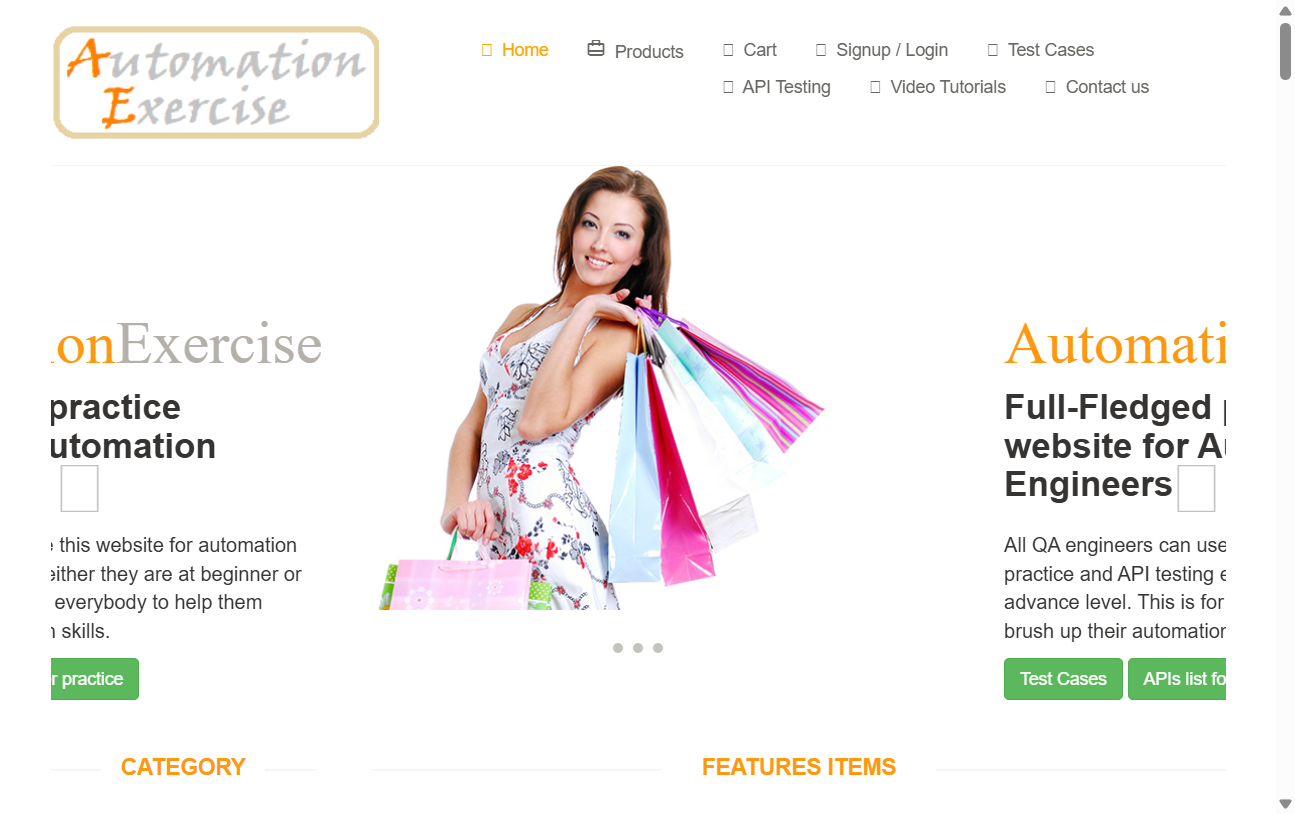 Automation
Exercise
Home
Products
Cart
Signup / Login
Test Cases
API Testing
Video Tutorials
Contact us
onExercise
practice
utomation
this website for automation
either they are at beginner or
everybody to help them
skills.
practice
Automati
Full-Fledged
website for
Engineers
All QA engineers can use
practice and API testing
advance level. This is for
brush up their automation
Test Cases
APIs list fo
CATEGORY
FEATURES ITEMS